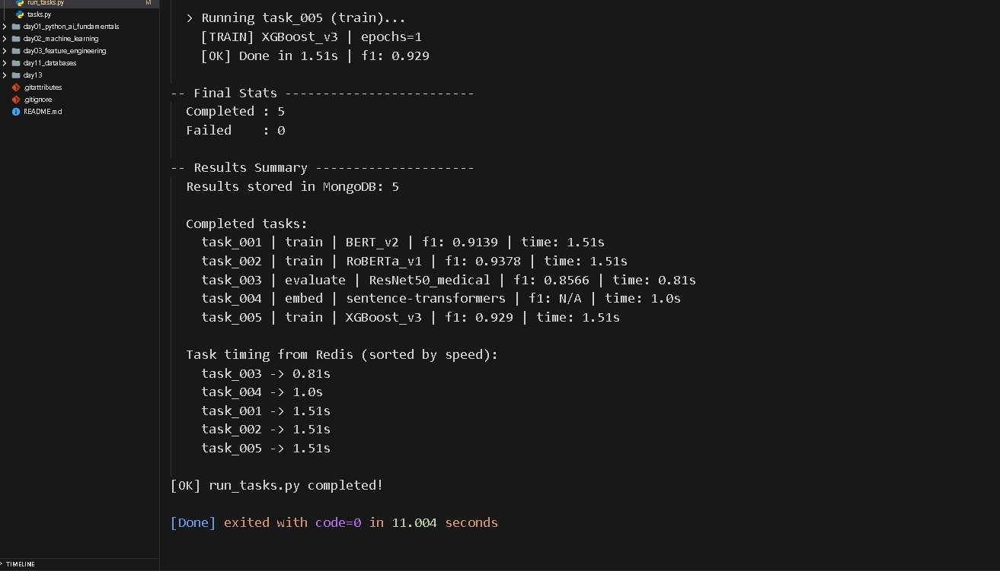 run_tasks.py M
tasks.py
day01_python_ai_fundamentals
day02_machine_learning
day03_feature_engineering
day11_databases
day13
.gitattributes
.gitignore
README.md
TIMELINE
> Running task_005 (train)...
[TRAIN] XGBoost_v3 | epochs=1
[OK] Done in 1.51s | f1: 0.929
-- Final Stats -------------------------
Completed : 5
Failed    : 0
-- Results Summary ---------------------
Results stored in MongoDB: 5
Completed tasks:
task_001 | train | BERT_v2 | f1: 0.9139 | time: 1.51s
task_002 | train | RoBERTa_v1 | f1: 0.9378 | time: 1.51s
task_003 | evaluate | ResNet50_medical | f1: 0.8566 | time: 0.81s
task_004 | embed | sentence-transformers | f1: N/A | time: 1.0s
task_005 | train | XGBoost_v3 | f1: 0.929 | time: 1.51s
Task timing from Redis (sorted by speed):
task_003 -> 0.81s
task_004 -> 1.0s
task_001 -> 1.51s
task_002 -> 1.51s
task_005 -> 1.51s
[OK] run_tasks.py completed!
[Done] exited with code=0 in 11.004 seconds